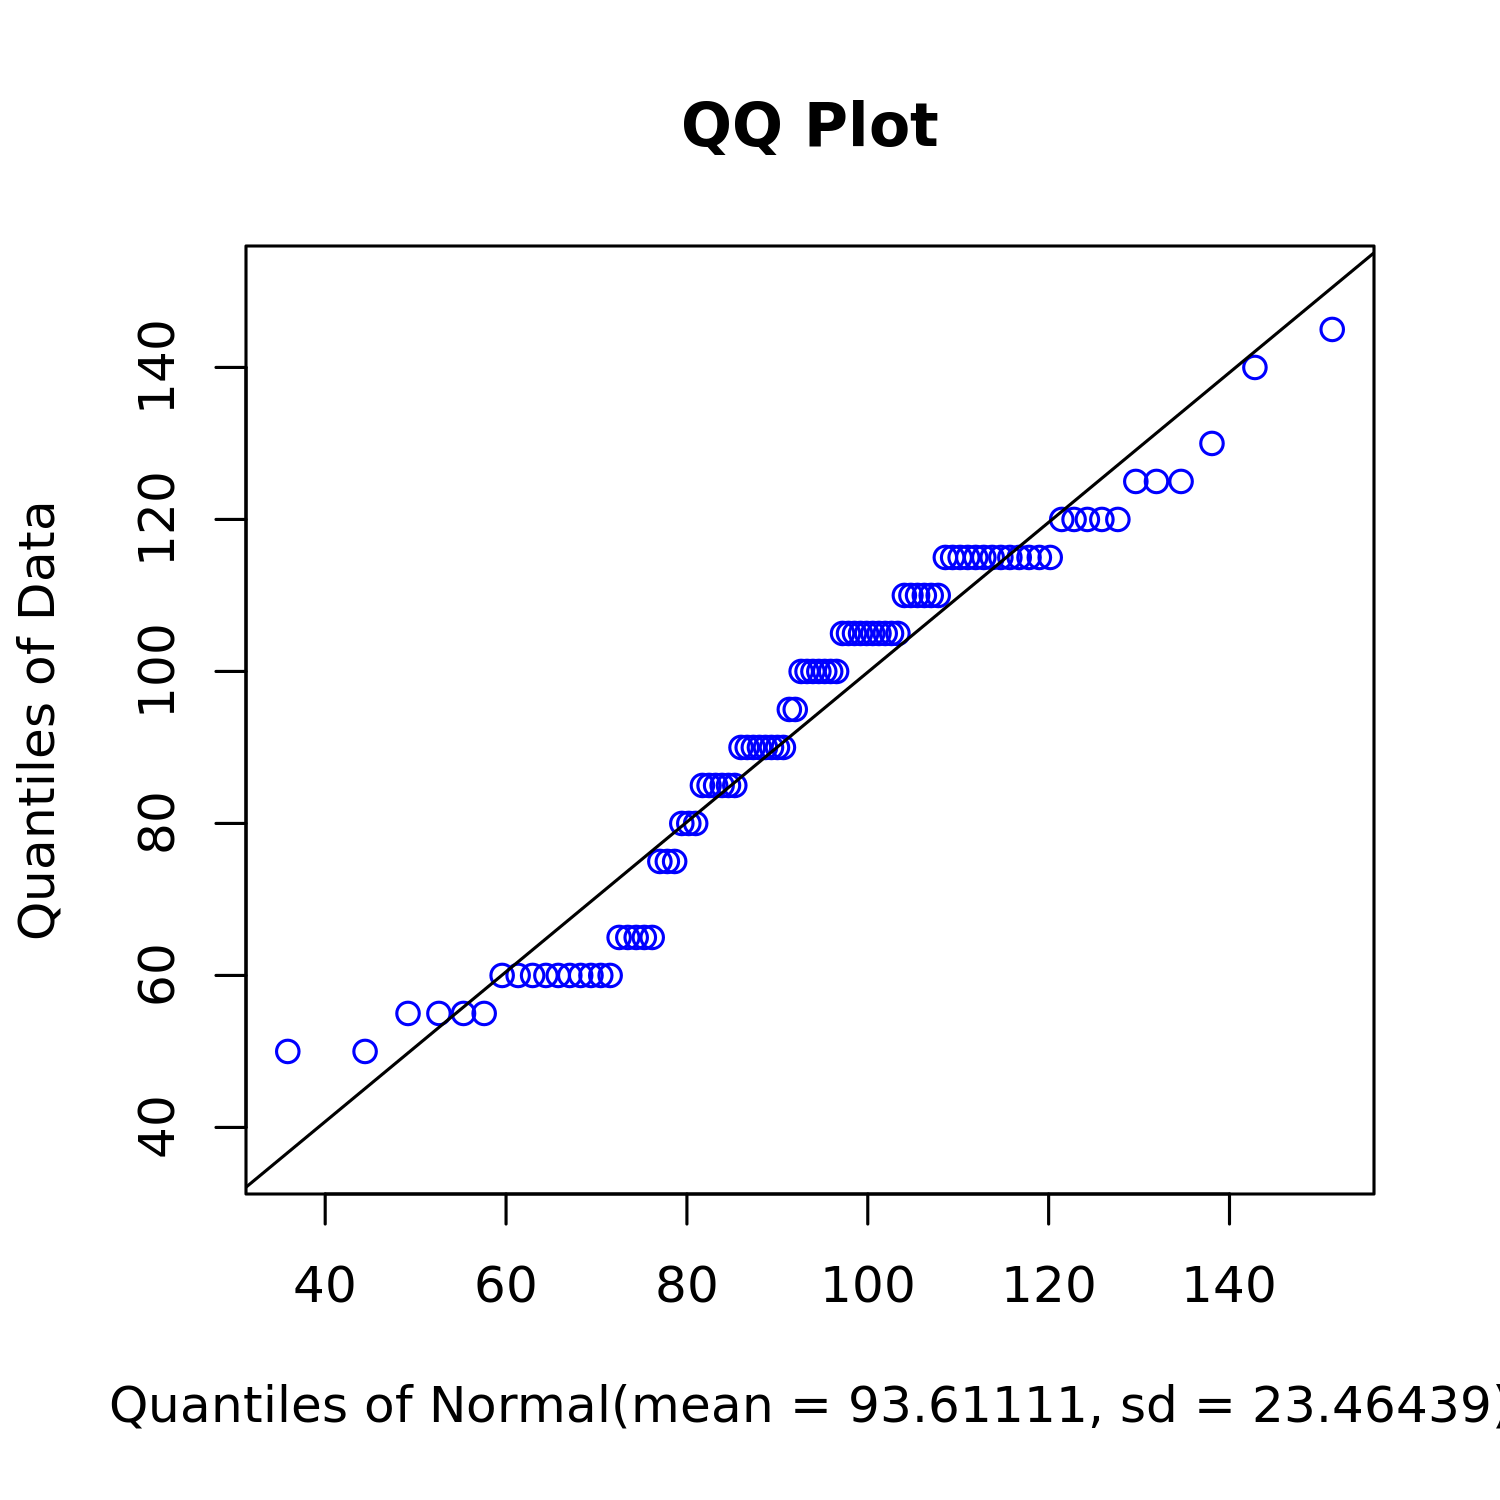 QQ Plot
Quantiles of Data
140
120
100
80
60
40
40 60 80 100 120 140
Quantiles of Normal(mean = 93.61111, sd = 23.46439)